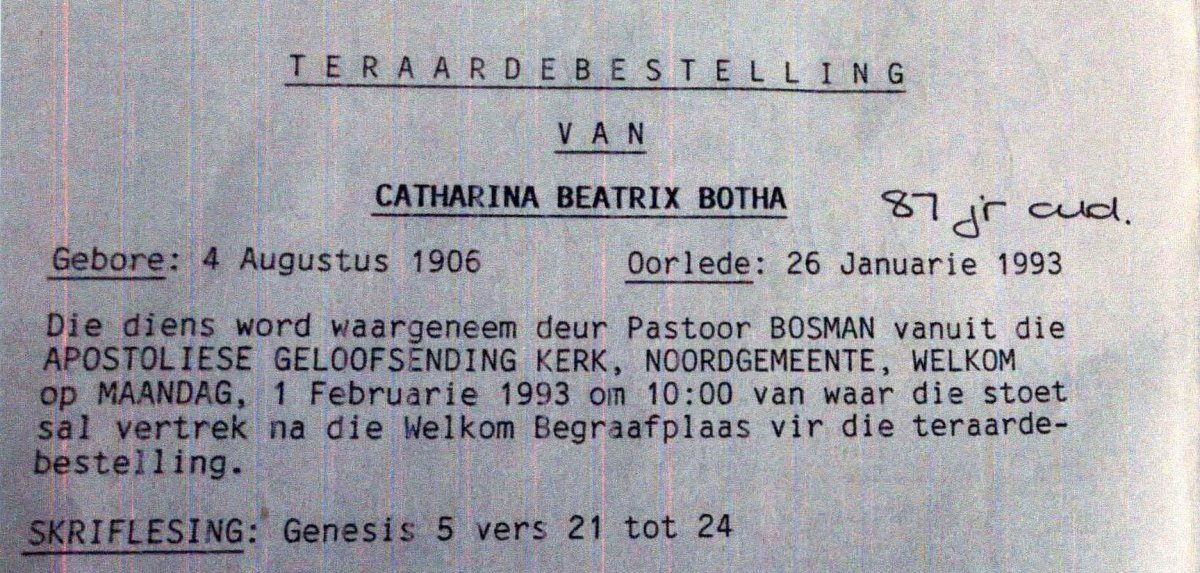 TERAARDEBESTELLING
VAN
CATHARINA BEATRIX BOTHA 87 jr oud.
Gebore: 4 Augustus 1906 Oorlede: 26 Januarie 1993
Die diens word waargeneem deur Pastoor BOSMAN vanuit die
APOSTOLIESE GELOOFSENDING KERK, NOORDGEMEENTE, WELKOM
op MAANDAG, 1 Februarie 1993 om 10:00 van waar die stoet
sal vertrek na die Welkom Begraafplaas vir die teraarde-
bestelling.
SKRIFLESING: Genesis 5 vers 21 tot 24